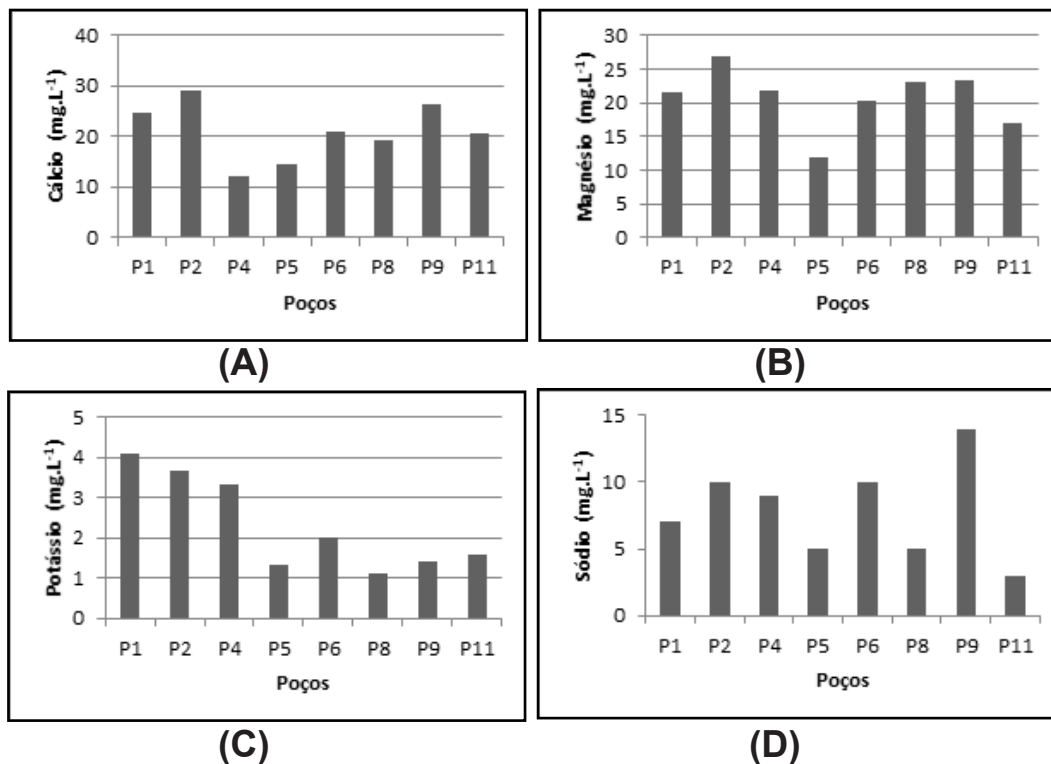 Cálcio (mg.L⁻¹)
40
30
20
10
0
P1 P2 P4 P5 P6 P8 P9 P11
Poços
(A)
Magnésio (mg.L⁻¹)
30
25
20
15
10
5
0
P1 P2 P4 P5 P6 P8 P9 P11
Poços
(B)
Potássio (mg.L⁻¹)
5
4
3
2
1
0
P1 P2 P4 P5 P6 P8 P9 P11
Poços
(C)
Sódio (mg.L⁻¹)
15
10
5
0
P1 P2 P4 P5 P6 P8 P9 P11
Poços
(D)